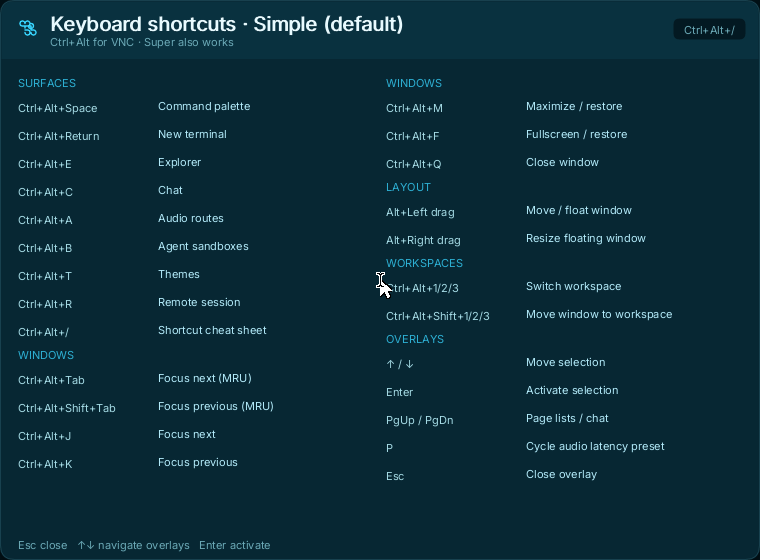 Keyboard shortcuts · Simple (default)
Ctrl+Alt for VNC · Super also works
Ctrl+Alt+/
SURFACES
Ctrl+Alt+Space Command palette
Ctrl+Alt+Return New terminal
Ctrl+Alt+E Explorer
Ctrl+Alt+C Chat
Ctrl+Alt+A Audio routes
Ctrl+Alt+B Agent sandboxes
Ctrl+Alt+T Themes
Ctrl+Alt+R Remote session
Ctrl+Alt+/ Shortcut cheat sheet
WINDOWS
Ctrl+Alt+Tab Focus next (MRU)
Ctrl+Alt+Shift+Tab Focus previous (MRU)
Ctrl+Alt+J Focus next
Ctrl+Alt+K Focus previous
WINDOWS
Ctrl+Alt+M Maximize / restore
Ctrl+Alt+F Fullscreen / restore
Ctrl+Alt+Q Close window
LAYOUT
Alt+Left drag Move / float window
Alt+Right drag Resize floating window
WORKSPACES
Ctrl+Alt+1/2/3 Switch workspace
Ctrl+Alt+Shift+1/2/3 Move window to workspace
OVERLAYS
↑ / ↓ Move selection
Enter Activate selection
PgUp / PgDn Page lists / chat
P Cycle audio latency preset
Esc Close overlay
Esc close ↑↓ navigate overlays Enter activate